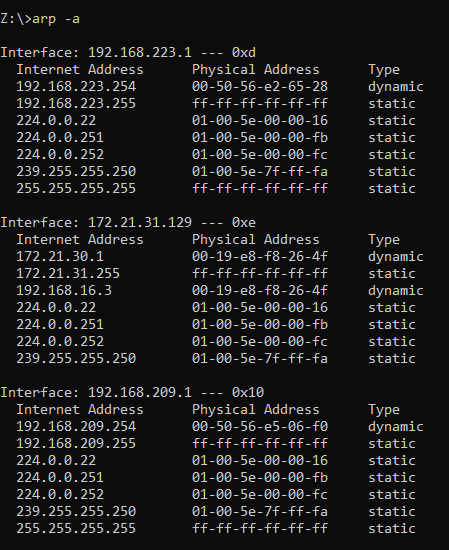 Z:\>arp -a
Interface: 192.168.223.1 --- 0xd
Internet Address Physical Address Type
192.168.223.254 00-50-56-e2-65-28 dynamic
192.168.223.255 ff-ff-ff-ff-ff-ff static
224.0.0.22 01-00-5e-00-00-16 static
224.0.0.251 01-00-5e-00-00-fb static
224.0.0.252 01-00-5e-00-00-fc static
239.255.255.250 01-00-5e-7f-ff-fa static
255.255.255.255 ff-ff-ff-ff-ff-ff static
Interface: 172.21.31.129 --- 0xe
Internet Address Physical Address Type
172.21.30.1 00-19-e8-f8-26-4f dynamic
172.21.31.255 ff-ff-ff-ff-ff-ff static
192.168.16.3 00-19-e8-f8-26-4f dynamic
224.0.0.22 01-00-5e-00-00-16 static
224.0.0.251 01-00-5e-00-00-fb static
224.0.0.252 01-00-5e-00-00-fc static
239.255.255.250 01-00-5e-7f-ff-fa static
Interface: 192.168.209.1 --- 0x10
Internet Address Physical Address Type
192.168.209.254 00-50-56-e5-06-f0 dynamic
192.168.209.255 ff-ff-ff-ff-ff-ff static
224.0.0.22 01-00-5e-00-00-16 static
224.0.0.251 01-00-5e-00-00-fb static
224.0.0.252 01-00-5e-00-00-fc static
239.255.255.250 01-00-5e-7f-ff-fa static
255.255.255.255 ff-ff-ff-ff-ff-ff static